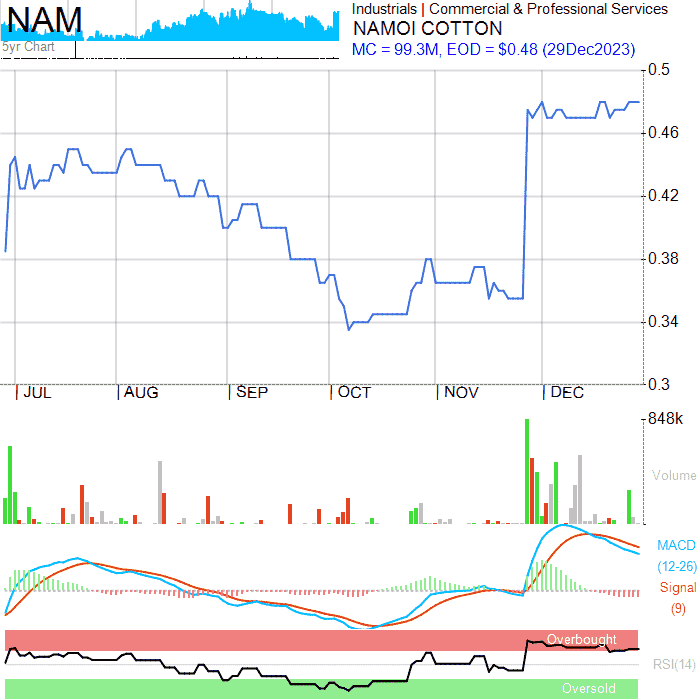 NAM
5yr Chart
Industrials | Commercial & Professional Services
NAMOI COTTON
MC = 99.3M, EOD = $0.48 (29Dec2023)
0.5
0.46
0.42
0.38
0.34
0.3
| JUL | AUG | SEP | OCT | NOV | DEC
848k
Volume
MACD
(12-26)
Signal
(9)
Overbought
RSI(14)
Oversold